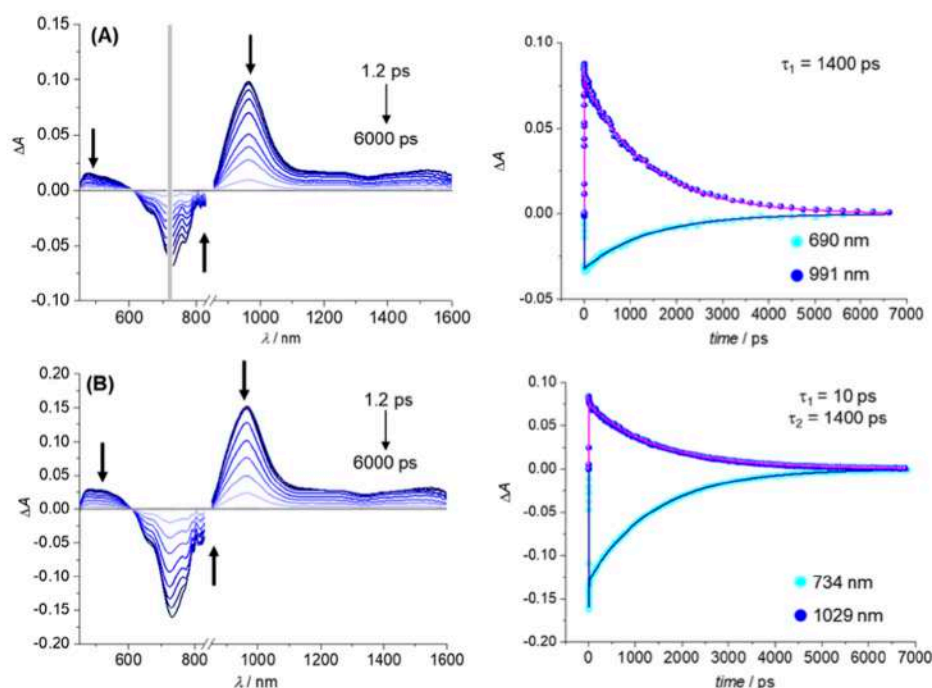 (A)
1.2 ps
6000 ps
ΔA
0.15
0.10
0.05
0.00
-0.05
-0.10
600 800 1000 1200 1400 1600
λ / nm
τ1 = 1400 ps
ΔA
0.10
0.05
0.00
-0.05
690 nm
991 nm
0 1000 2000 3000 4000 5000 6000 7000
time / ps
(B)
1.2 ps
6000 ps
ΔA
0.20
0.15
0.10
0.05
0.00
-0.05
-0.10
-0.15
-0.20
600 800 1000 1200 1400 1600
λ / nm
τ1 = 10 ps
τ2 = 1400 ps
ΔA
0.10
0.05
0.00
-0.05
-0.10
-0.15
-0.20
734 nm
1029 nm
0 1000 2000 3000 4000 5000 6000 7000
time / ps